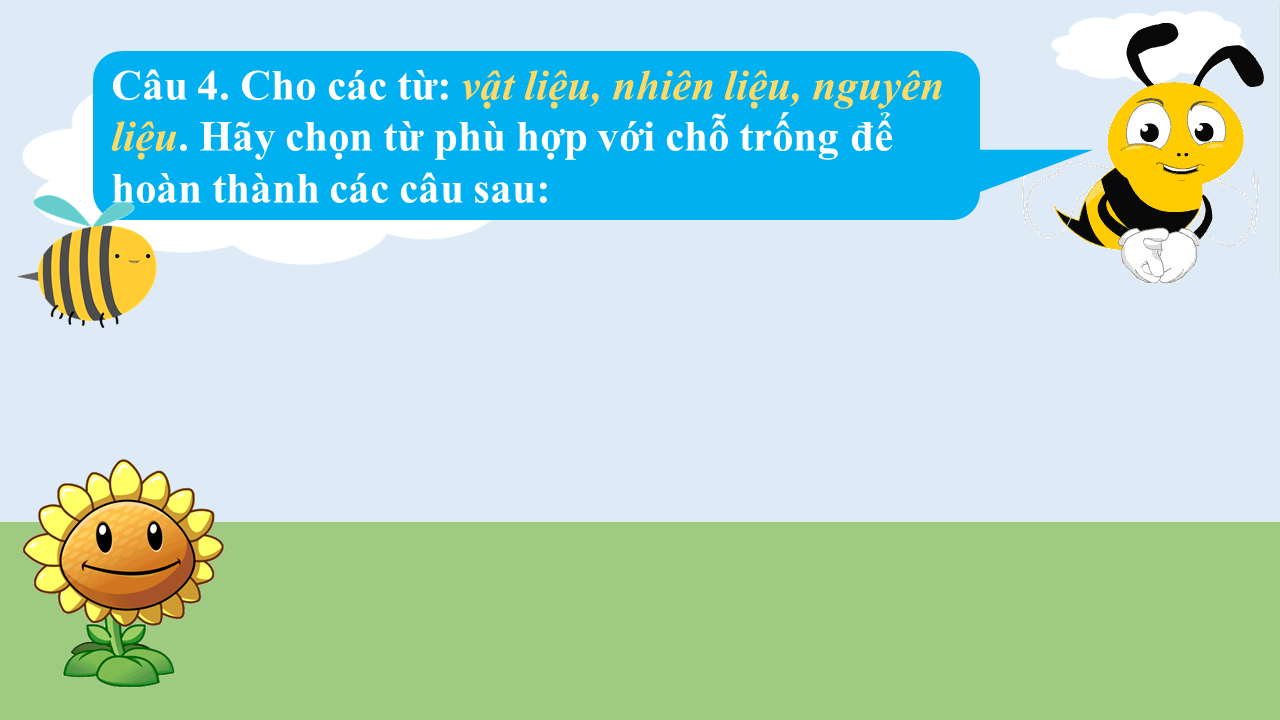 Câu 4. Cho các từ: vật liệu, nhiên liệu, nguyên
liệu. Hãy chọn từ phù hợp với chỗ trống để
hoàn thành các câu sau: